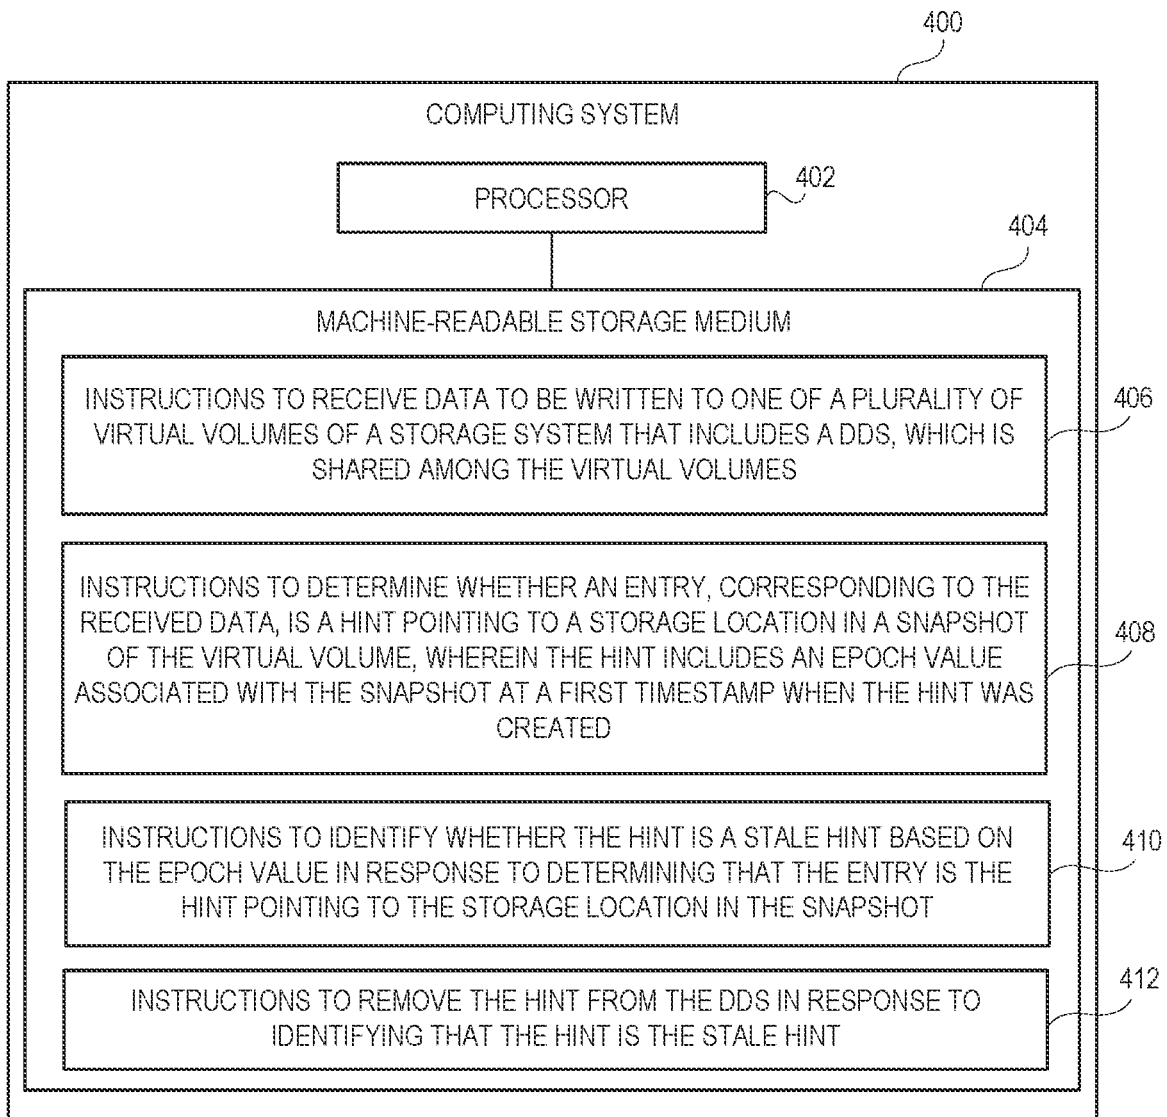 400
COMPUTING SYSTEM
PROCESSOR
402
404
MACHINE-READABLE STORAGE MEDIUM
INSTRUCTIONS TO RECEIVE DATA TO BE WRITTEN TO ONE OF A PLURALITY OF
VIRTUAL VOLUMES OF A STORAGE SYSTEM THAT INCLUDES A DDS, WHICH IS
SHARED AMONG THE VIRTUAL VOLUMES
406
INSTRUCTIONS TO DETERMINE WHETHER AN ENTRY, CORRESPONDING TO THE
RECEIVED DATA, IS A HINT POINTING TO A STORAGE LOCATION IN A SNAPSHOT
OF THE VIRTUAL VOLUME, WHEREIN THE HINT INCLUDES AN EPOCH VALUE
ASSOCIATED WITH THE SNAPSHOT AT A FIRST TIMESTAMP WHEN THE HINT WAS
CREATED
408
INSTRUCTIONS TO IDENTIFY WHETHER THE HINT IS A STALE HINT BASED ON
THE EPOCH VALUE IN RESPONSE TO DETERMINING THAT THE ENTRY IS THE
HINT POINTING TO THE STORAGE LOCATION IN THE SNAPSHOT
410
INSTRUCTIONS TO REMOVE THE HINT FROM THE DDS IN RESPONSE TO
IDENTIFYING THAT THE HINT IS THE STALE HINT
412